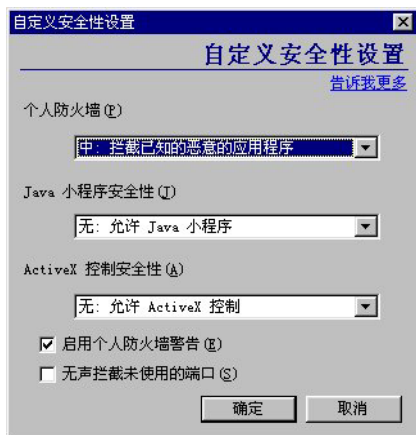 自定义安全性设置
自定义安全性设置
告诉我更多
个人防火墙(P)
中: 拦截已知的恶意的应用程序
Java 小程序安全性(J)
无: 允许 Java 小程序
ActiveX 控制安全性(A)
无: 允许 ActiveX 控制
启用个人防火墙警告(E)
无声拦截未使用的端口(S)
确定 取消